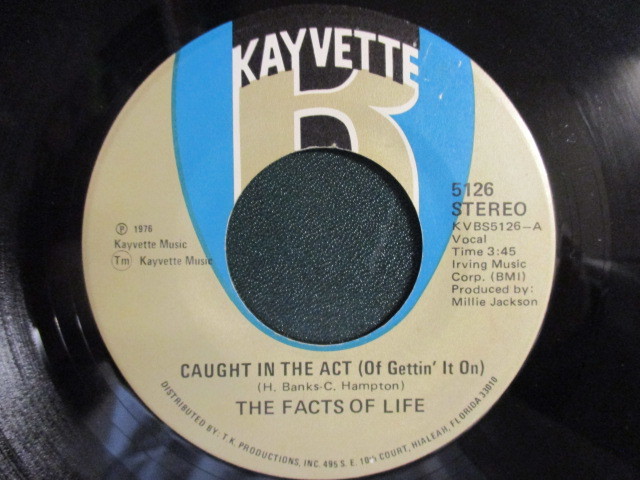 KAYVETTE
5126
STEREO
KVBS5126-A
Vocal
Time 3:45
Irving Music
Corp. (BMI)
Produced by:
Millie Jackson
℗ 1976
Kayvette Music
Tm Kayvette Music
CAUGHT IN THE ACT (Of Gettin' It On)
(H. Banks-C. Hampton)
THE FACTS OF LIFE
DISTRIBUTED BY: T.K. PRODUCTIONS, INC. 495 S. E. 10th COURT, HIALEAH, FLORIDA 33010